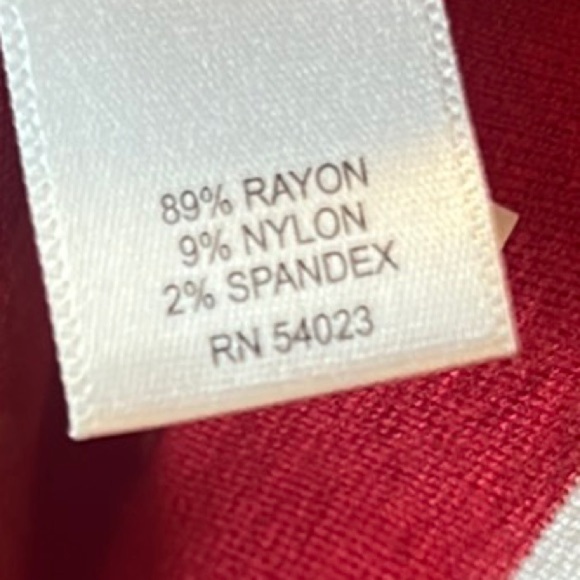 89% RAYON
9% NYLON
2% SPANDEX
RN 54023